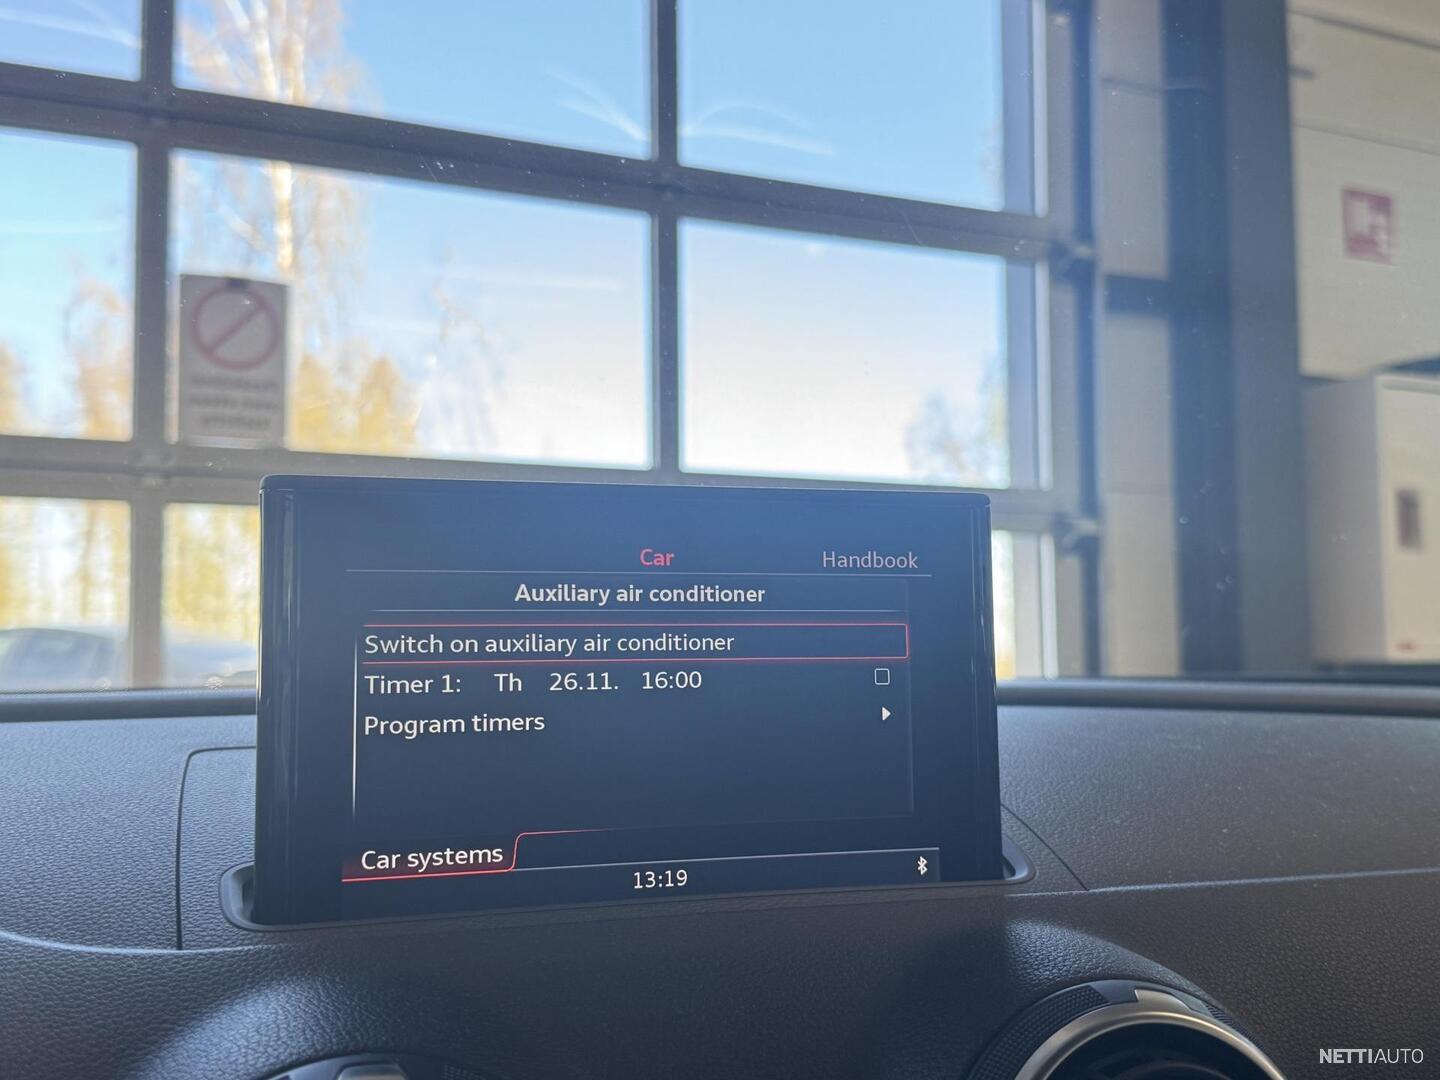 Car
Handbook
Auxiliary air conditioner
Switch on auxiliary air conditioner
Timer 1: Th 26.11. 16:00
Program timers
Car systems
13:19
NETTIAUTO